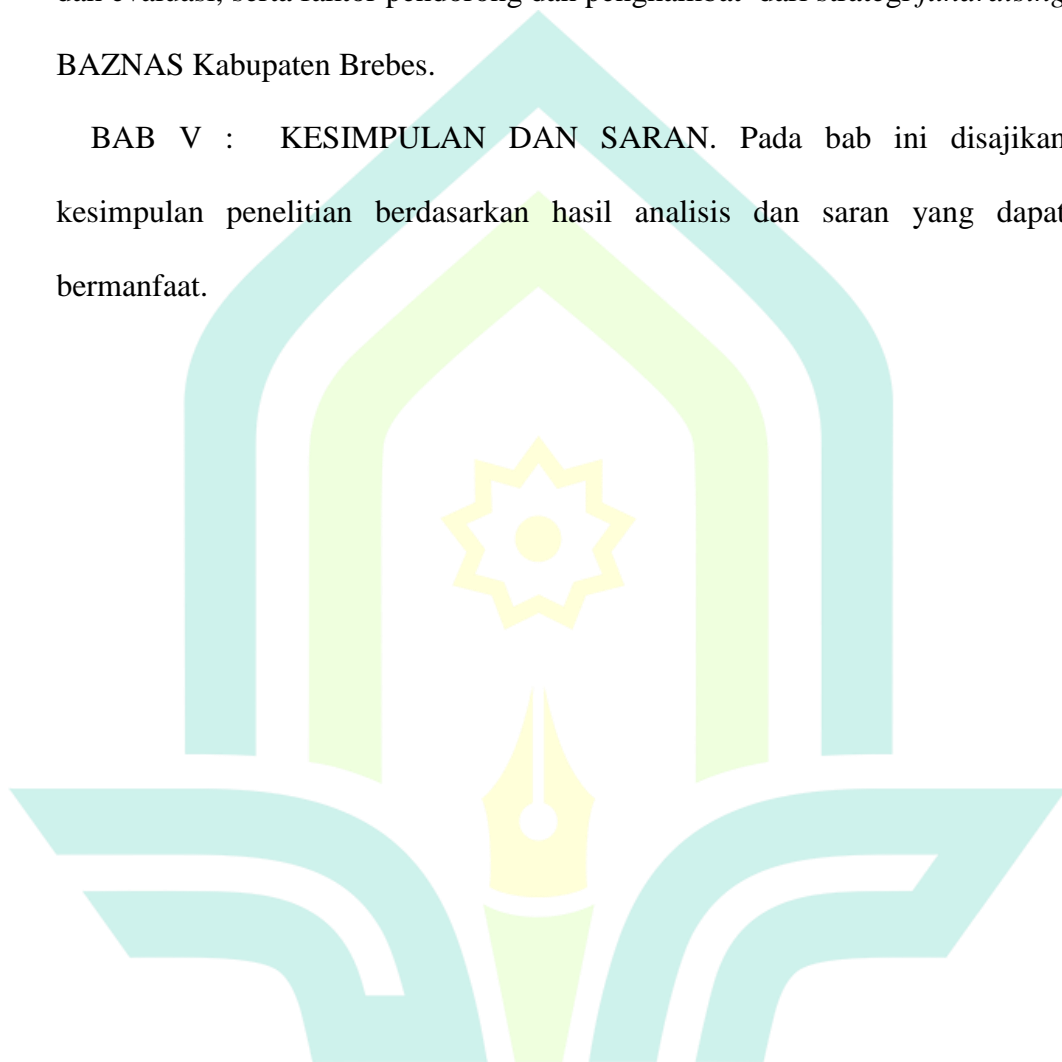 dan evaluasi, serta faktor pendorong dan penghambat dari strategi fundraising
BAZNAS Kabupaten Brebes.
BAB V : KESIMPULAN DAN SARAN. Pada bab ini disajikan
kesimpulan penelitian berdasarkan hasil analisis dan saran yang dapat
bermanfaat.